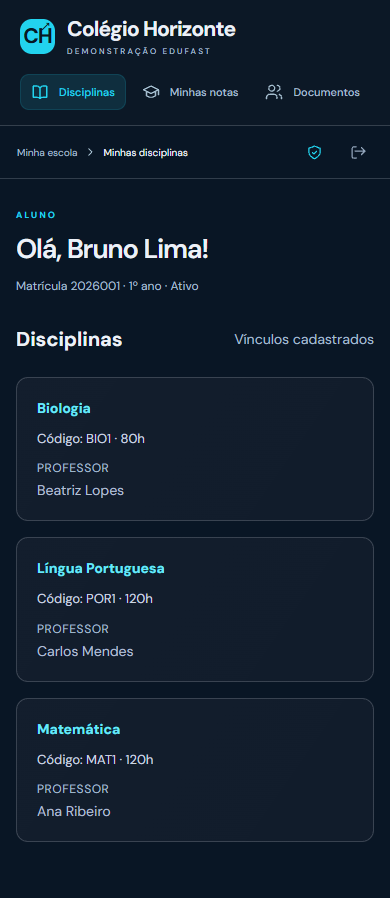 CH
Colégio Horizonte
DEMONSTRAÇÃO EDUFAST
Disciplinas
Minhas notas
Documentos
Minha escola > Minhas disciplinas
ALUNO
Olá, Bruno Lima!
Matrícula 2026001 · 1º ano · Ativo
Disciplinas
Vínculos cadastrados
Biologia
Código: BIO1 · 80h
PROFESSOR
Beatriz Lopes
Língua Portuguesa
Código: POR1 · 120h
PROFESSOR
Carlos Mendes
Matemática
Código: MAT1 · 120h
PROFESSOR
Ana Ribeiro